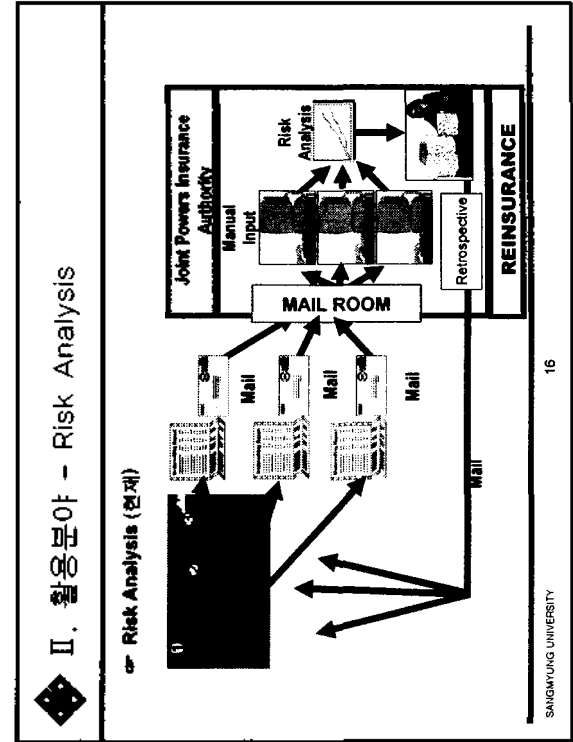 II. 활용분야 - Risk Analysis
☞ Risk Analysis (현재)
Mail
Mail
Mail
MAIL ROOM
Joint Powers Insurance
Authority
Manual
Input
Risk
Analysis
Retrospective
REINSURANCE
Mail
SANGMYUNG UNIVERSITY
16